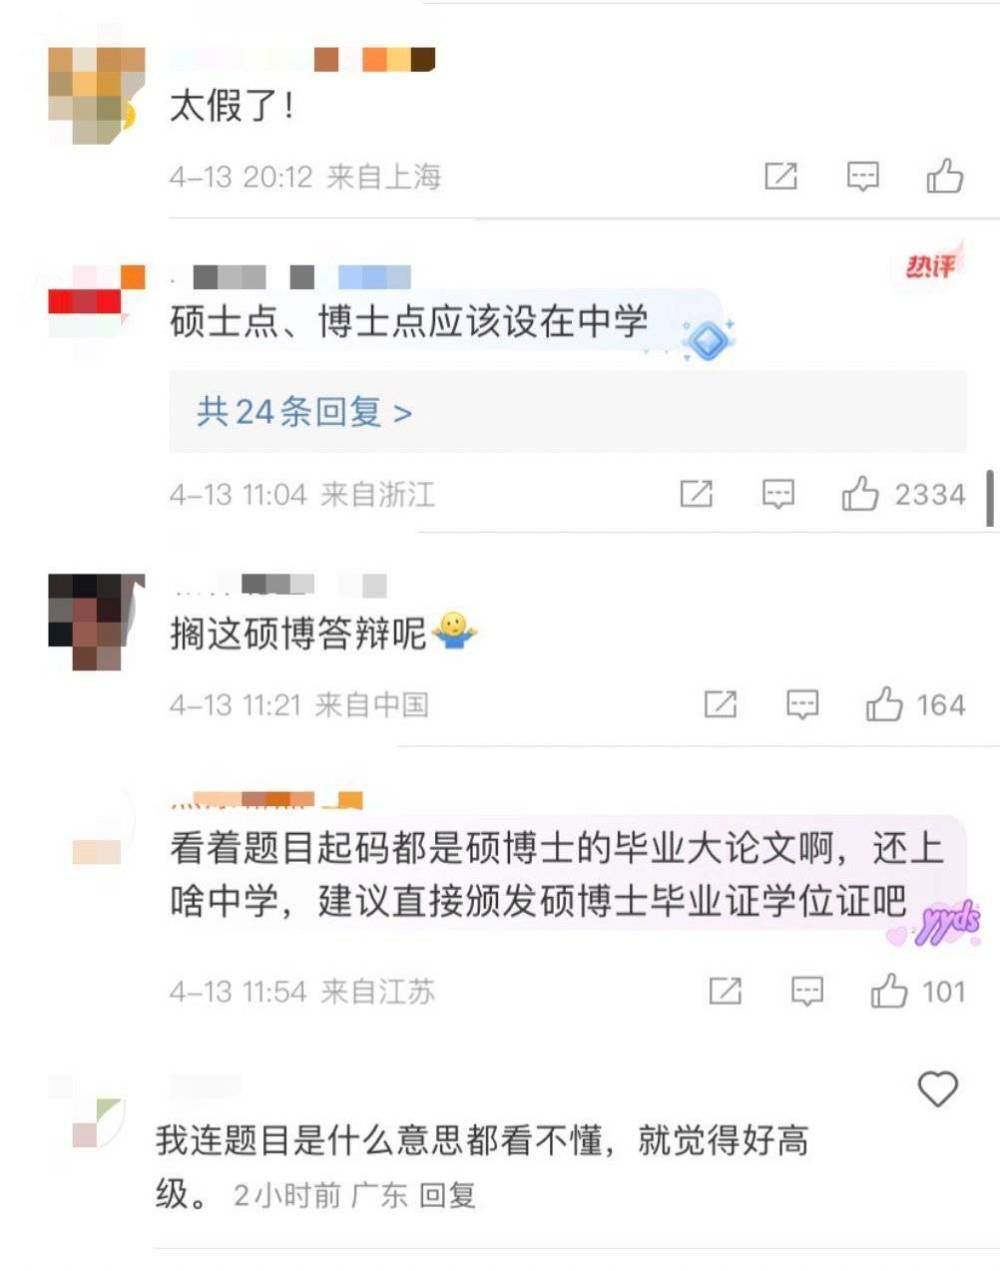 太假了！
4-13 20:12 来自上海
热评
硕士点、博士点应该设在中学
共24条回复 >
4-13 11:04 来自浙江
2334
搁这硕博答辩呢
4-13 11:21 来自中国
164
看着题目起码都是硕博士的毕业大论文啊，还上
啥中学，建议直接颁发硕博士毕业证学位证吧
yyds
4-13 11:54 来自江苏
101
我连题目是什么意思都看不懂，就觉得好高
级。 2小时前 广东 回复